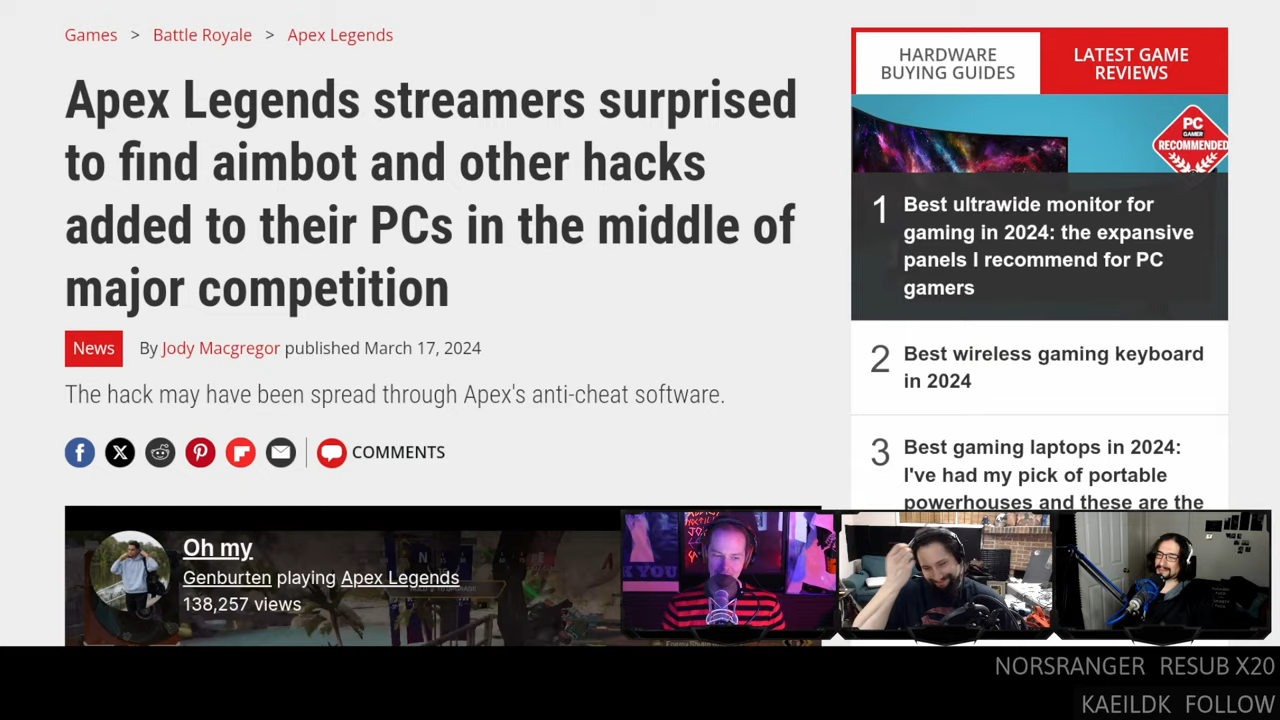 Games > Battle Royale > Apex Legends
Apex Legends streamers surprised
to find aimbot and other hacks
added to their PCs in the middle of
major competition
News By Jody Macgregor published March 17, 2024
The hack may have been spread through Apex's anti-cheat software.
COMMENTS
Oh my
Genburten playing Apex Legends
138,257 views
HARDWARE
BUYING GUIDES
LATEST GAME
REVIEWS
PC
GAMER
RECOMMENDED
1 Best ultrawide monitor for
gaming in 2024: the expansive
panels I recommend for PC
gamers
2 Best wireless gaming keyboard
in 2024
3 Best gaming laptops in 2024:
I've had my pick of portable
powerhouses and these are the
NORSRANGER RESUB X20
KAEILDK FOLLOW